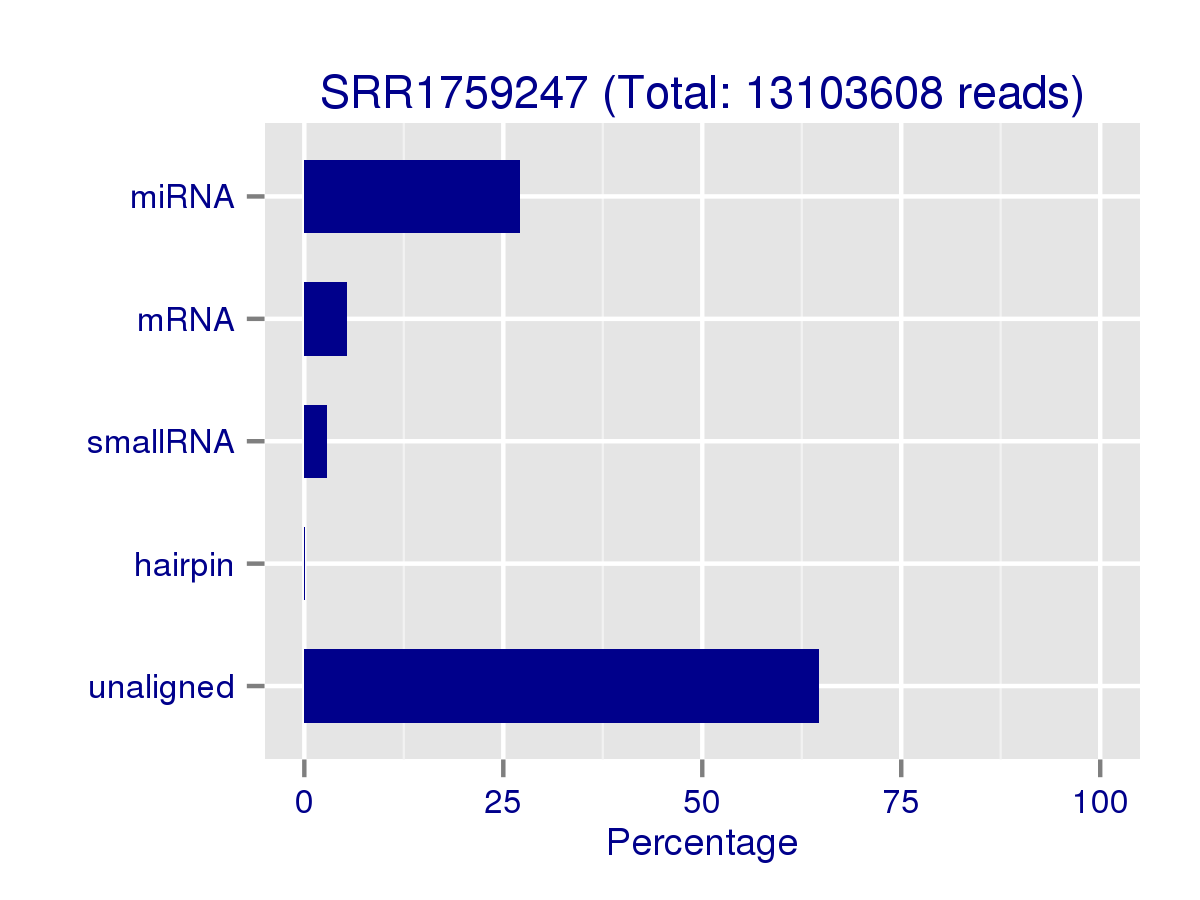 SRR1759247 (Total: 13103608 reads)
miRNA
mRNA
smallRNA
hairpin
unaligned
0 25 50 75 100
Percentage